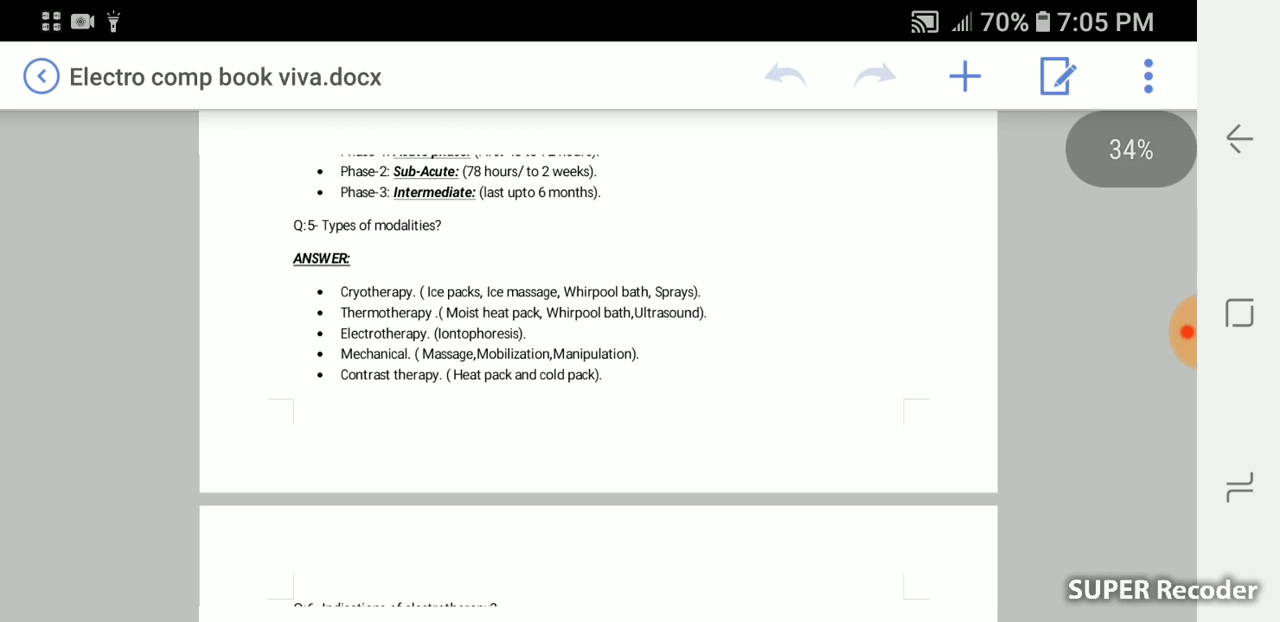 70% 7:05 PM
Electro comp book viva.docx
34%
• Phase-2: Sub-Acute: (78 hours/ to 2 weeks).
• Phase-3: Intermediate: (last upto 6 months).
Q:5- Types of modalities?
ANSWER:
• Cryotherapy. ( Ice packs, Ice massage, Whirpool bath, Sprays).
• Thermotherapy .( Moist heat pack, Whirpool bath,Ultrasound).
• Electrotherapy. (Iontophoresis).
• Mechanical. ( Massage,Mobilization,Manipulation).
• Contrast therapy. ( Heat pack and cold pack).
SUPER Recoder